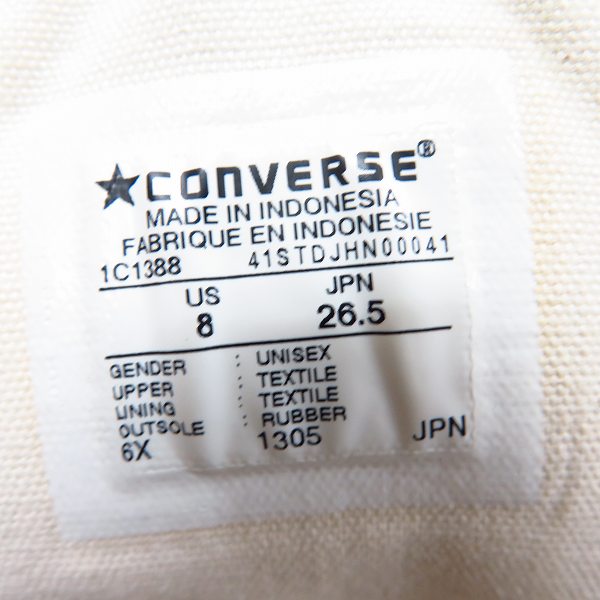 ★CONVERSE®
MADE IN INDONESIA
FABRIQUE EN INDONESIE
1C1388 41STDJHN00041
US JPN
8 26.5
GENDER : UNISEX
UPPER : TEXTILE
LINING : TEXTILE
OUTSOLE : RUBBER
6X 1305 JPN